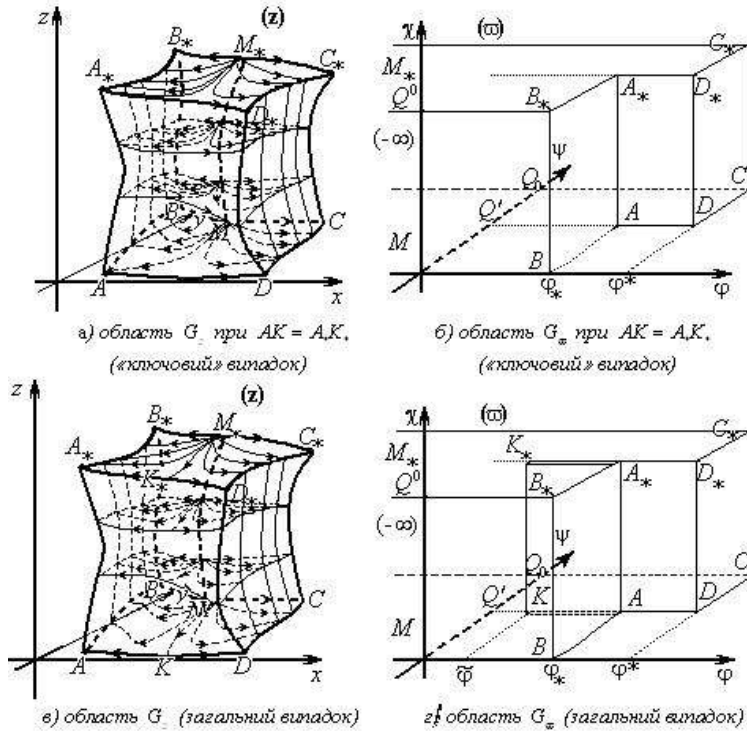 z (z)
B* M* C*
A*
D*
B
M C
A D x
а) область G_z при AK = A*K*
(«ключовий» випадок)
χ (ϖ)
C*
M*
Q⁰ B* A* D*
(-∞)
Ψ
Q₀ C
Q' A D
M
B φ* φ* φ
б) область G_ϖ при AK = A*K*
(«ключовий» випадок)
z (z)
B* M* C*
A*
K* D*
B
M C
A K D x
в) область G_z (загальний випадок)
χ (ϖ)
C*
M* K*
Q⁰ B* A* D*
(-∞)
Ψ
Q₀ C
Q' K A D
M
B
φ̃ φ* φ* φ
г) область G_ϖ (загальний випадок)